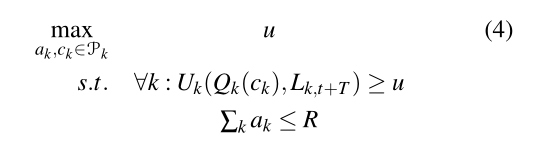 max u (4)
a_k,c_k∈𝒫_k
s.t. ∀k : U_k(Q_k(c_k), L_{k,t+T}) ≥ u
∑_k a_k ≤ R